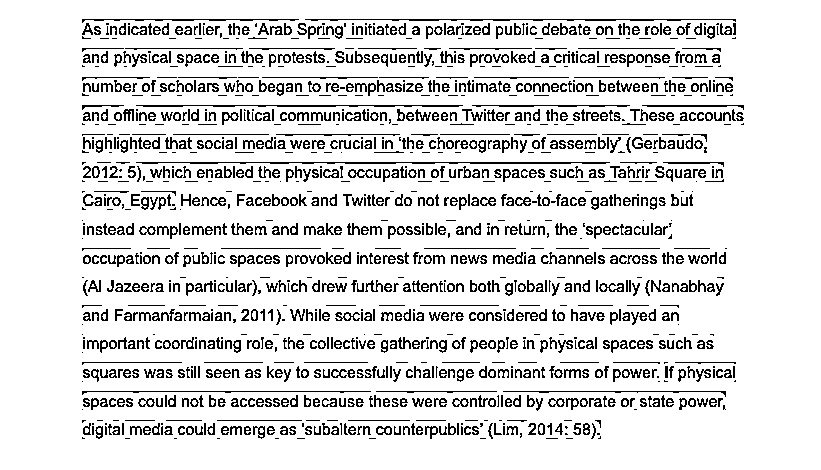 As indicated earlier, the 'Arab Spring' initiated a polarized public debate on the role of digital
and physical space in the protests. Subsequently, this provoked a critical response from a
number of scholars who began to re-emphasize the intimate connection between the online
and offline world in political communication, between Twitter and the streets. These accounts
highlighted that social media were crucial in 'the choreography of assembly' (Gerbaudo,
2012: 5), which enabled the physical occupation of urban spaces such as Tahrir Square in
Cairo, Egypt. Hence, Facebook and Twitter do not replace face-to-face gatherings but
instead complement them and make them possible, and in return, the 'spectacular'
occupation of public spaces provoked interest from news media channels across the world
(Al Jazeera in particular), which drew further attention both globally and locally (Nanabhay
and Farmanfarmaian, 2011). While social media were considered to have played an
important coordinating role, the collective gathering of people in physical spaces such as
squares was still seen as key to successfully challenge dominant forms of power. If physical
spaces could not be accessed because these were controlled by corporate or state power,
digital media could emerge as 'subaltern counterpublics' (Lim, 2014: 58).